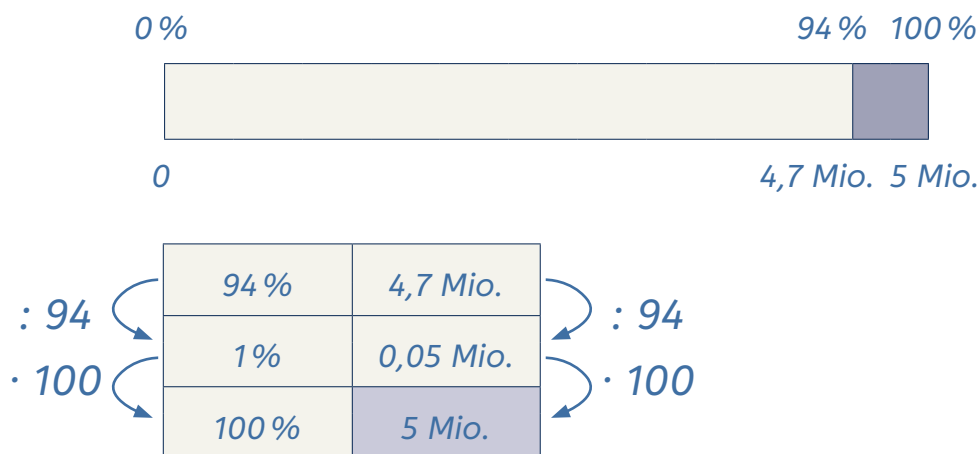 0 % 94 % 100 %
0 4,7 Mio. 5 Mio.
94 % 4,7 Mio.
: 94 : 94
1 % 0,05 Mio.
· 100 · 100
100 % 5 Mio.